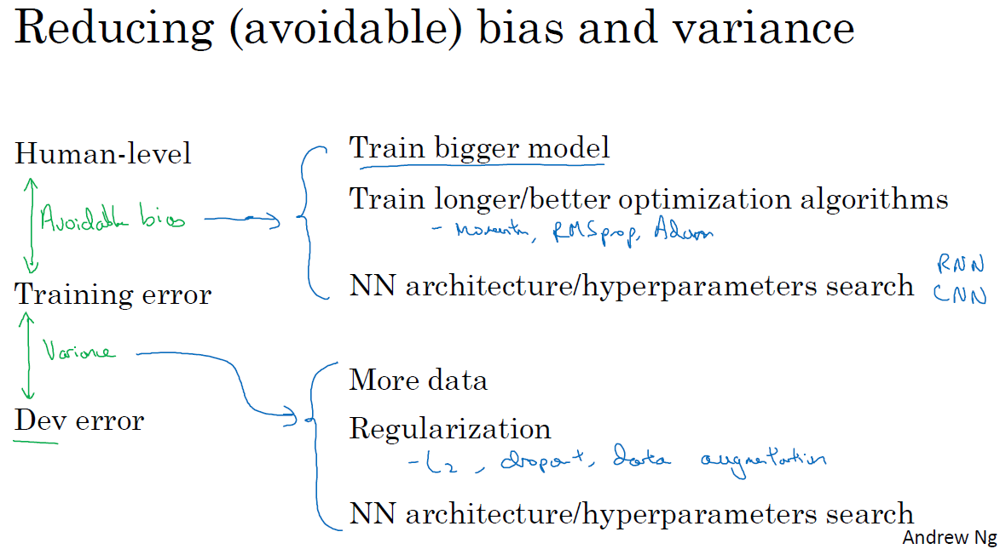 Reducing (avoidable) bias and variance
Human-level
Avoidable bias
Training error
Variance
Dev error
Train bigger model
Train longer/better optimization algorithms
- Momentum, RMSprop, Adam
NN architecture/hyperparameters search
RNN
CNN
More data
Regularization
- L2, dropout, data augmentation
NN architecture/hyperparameters search
Andrew Ng